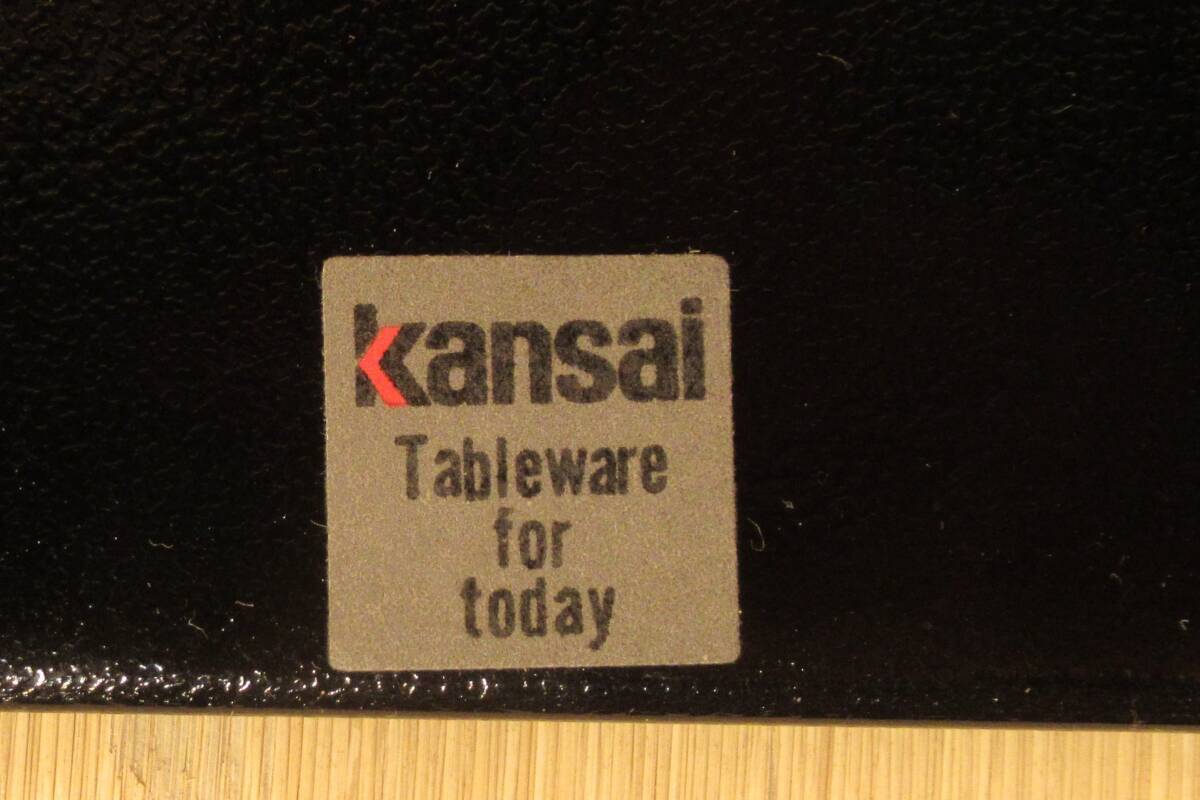 kansai
Tableware
for
today